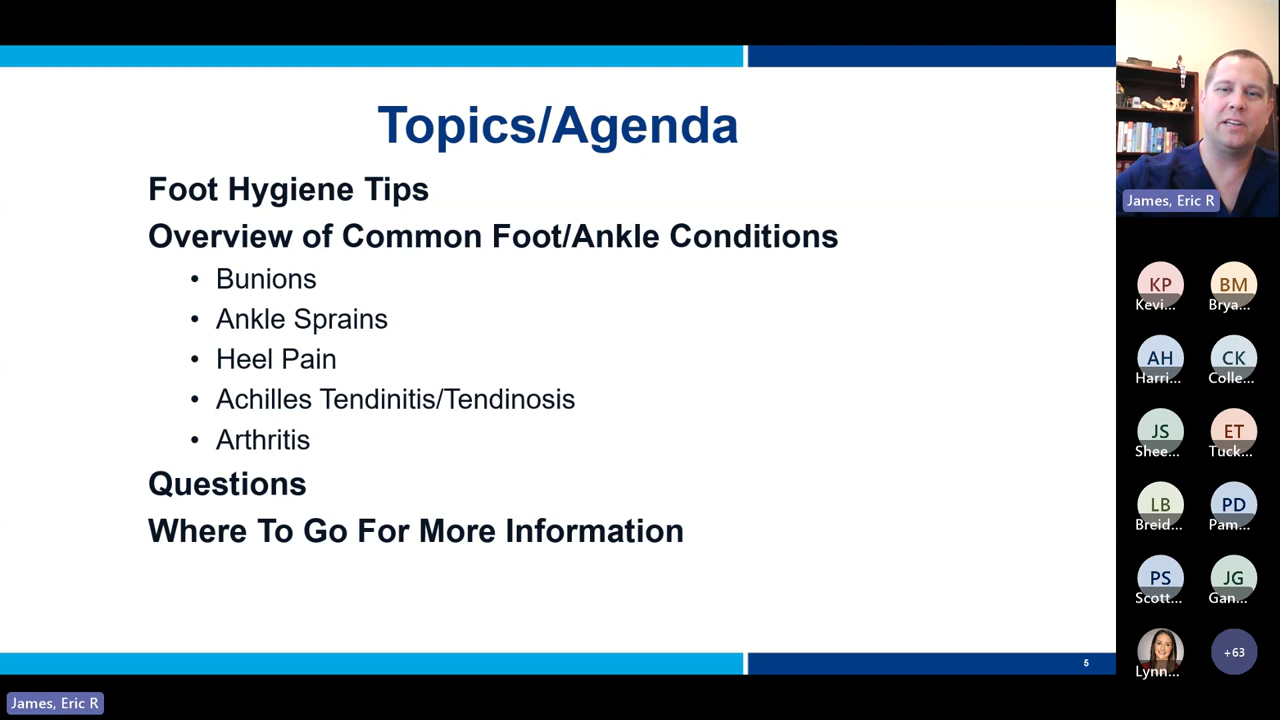 Topics/Agenda
Foot Hygiene Tips
Overview of Common Foot/Ankle Conditions
• Bunions
• Ankle Sprains
• Heel Pain
• Achilles Tendinitis/Tendinosis
• Arthritis
Questions
Where To Go For More Information
5
James, Eric R
James, Eric R
KP
Kevi...
BM
Brya...
AH
Harri...
CK
Colle...
JS
Shee...
ET
Tuck...
LB
Breid...
PD
Pam...
PS
Scott...
JG
Gan...
Lynn...
+63